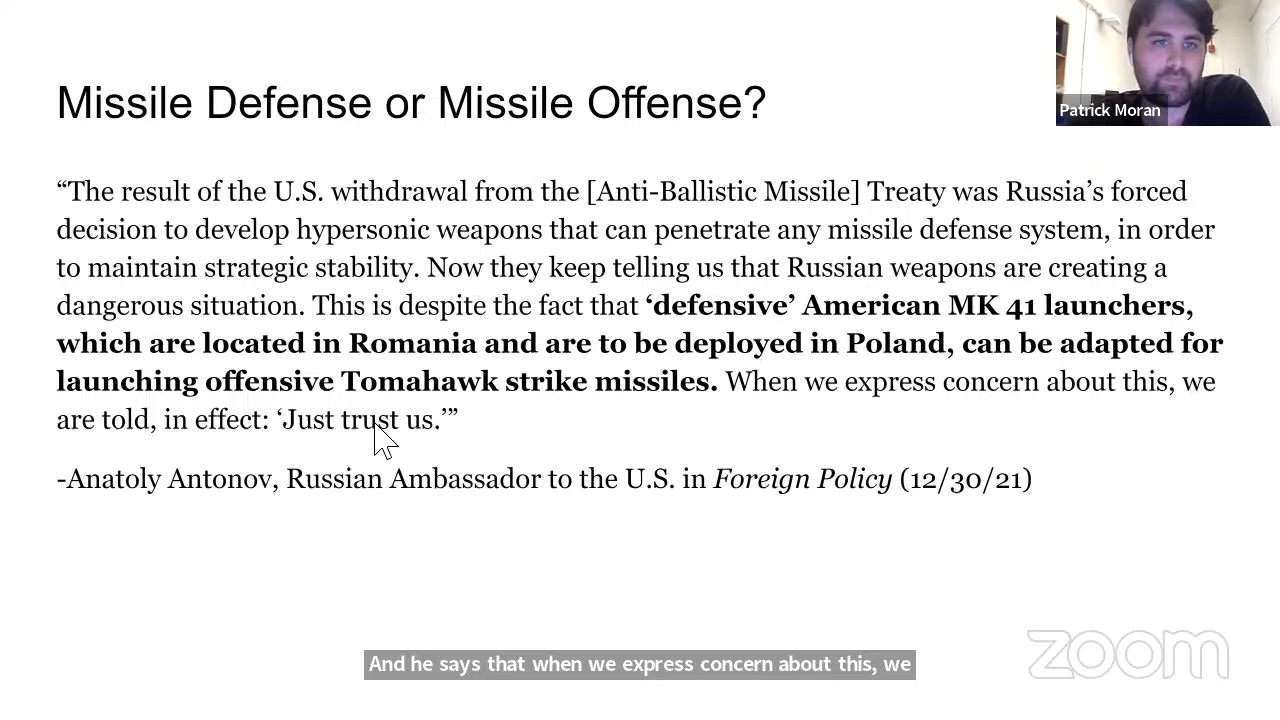 Missile Defense or Missile Offense?
Patrick Moran
“The result of the U.S. withdrawal from the [Anti-Ballistic Missile] Treaty was Russia’s forced
decision to develop hypersonic weapons that can penetrate any missile defense system, in order
to maintain strategic stability. Now they keep telling us that Russian weapons are creating a
dangerous situation. This is despite the fact that ‘defensive’ American MK 41 launchers,
which are located in Romania and are to be deployed in Poland, can be adapted for
launching offensive Tomahawk strike missiles. When we express concern about this, we
are told, in effect: ‘Just trust us.’”
-Anatoly Antonov, Russian Ambassador to the U.S. in Foreign Policy (12/30/21)
And he says that when we express concern about this, we
zoom